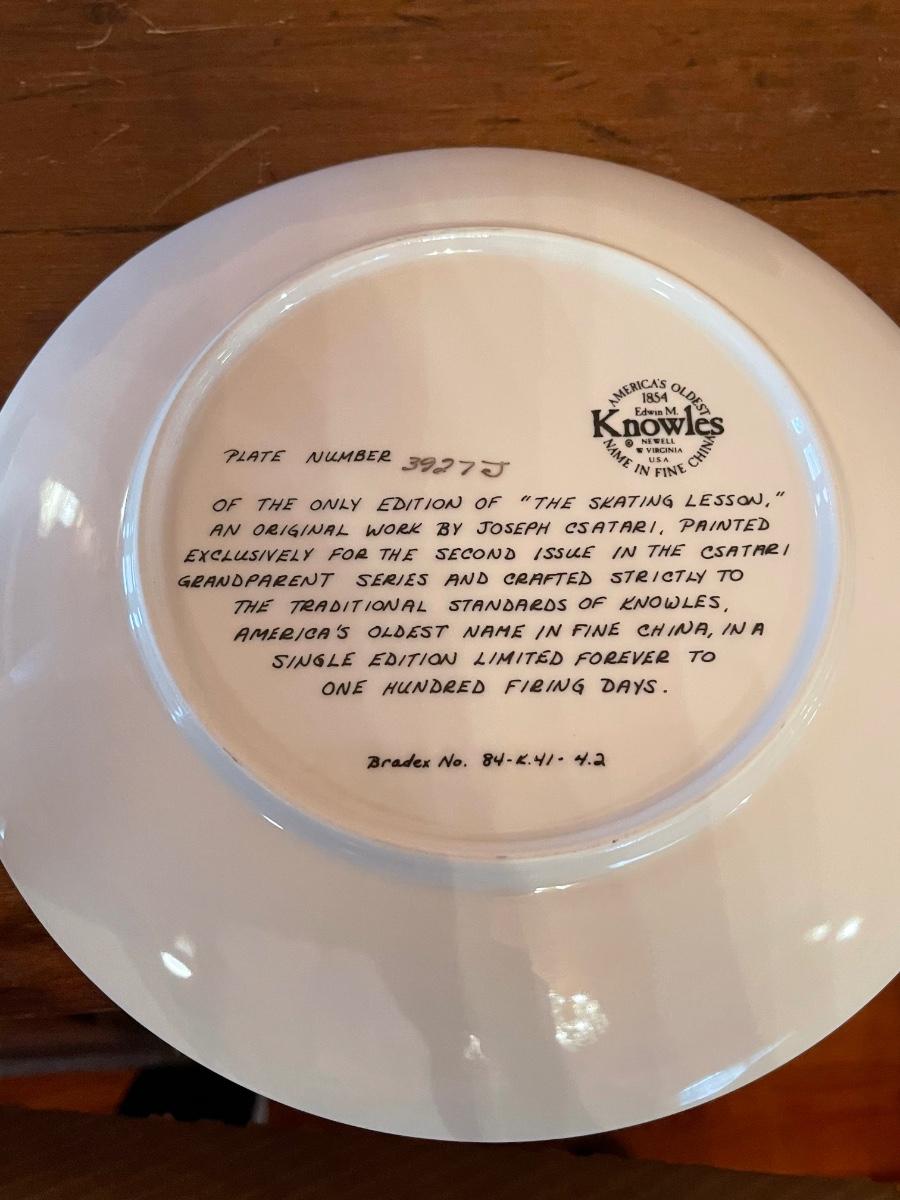 AMERICA'S OLDEST
1854
Edwin M.
Knowles
© NEWELL
W VIRGINIA
U.S.A.
NAME IN FINE CHINA
PLATE NUMBER 3927J
OF THE ONLY EDITION OF "THE SKATING LESSON,"
AN ORIGINAL WORK BY JOSEPH CSATARI, PAINTED
EXCLUSIVELY FOR THE SECOND ISSUE IN THE CSATARI
GRANDPARENT SERIES AND CRAFTED STRICTLY TO
THE TRADITIONAL STANDARDS OF KNOWLES,
AMERICA'S OLDEST NAME IN FINE CHINA, IN A
SINGLE EDITION LIMITED FOREVER TO
ONE HUNDRED FIRING DAYS.
Bradex No. 84-K.41-4.2